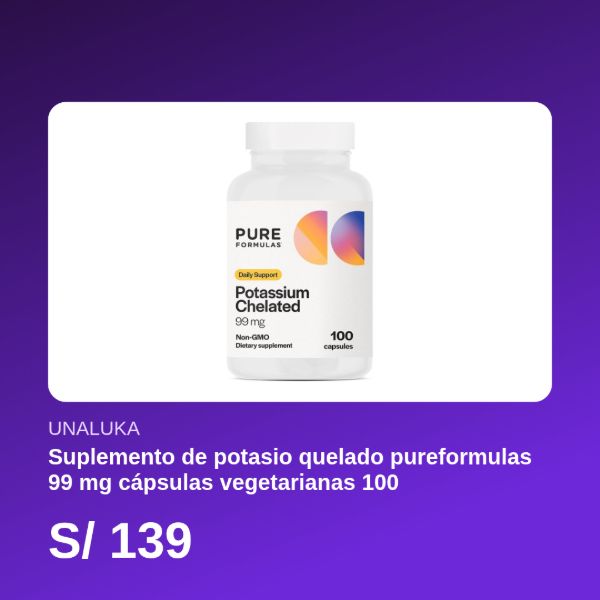 PURE
FORMULAS
Daily Support
Potassium
Chelated
99 mg
Non-GMO
Dietary supplement
100
capsules
UNALUKA
Suplemento de potasio quelado pureformulas
99 mg cápsulas vegetarianas 100
S/ 139